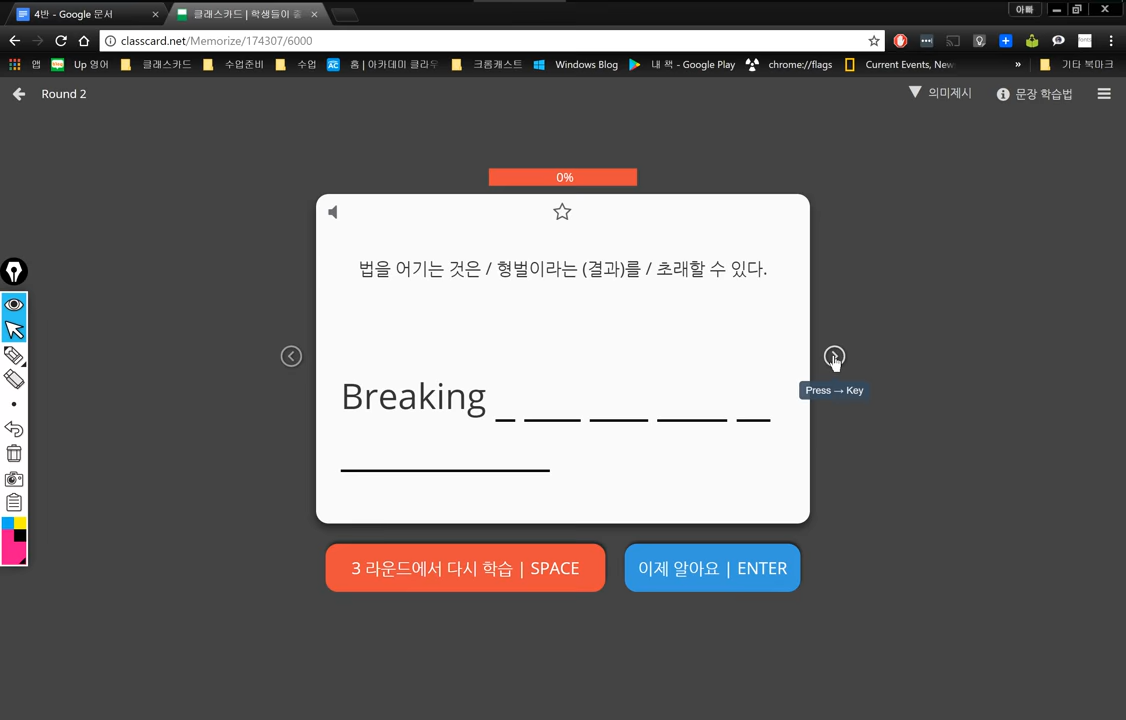 4반 - Google 문서
클래스카드 | 학생들이 좋
아빠
classcard.net/Memorize/174307/6000
앱
Up 영어
클래스카드
수업준비
수업
홈 | 아카데미 클라우
크롬캐스트
Windows Blog
내 책 - Google Play
chrome://flags
Current Events, New
»
기타 북마크
Round 2
▼ 의미제시
문장 학습법
0%
법을 어기는 것은 / 형벌이라는 (결과)를 / 초래할 수 있다.
Breaking _ ____ ____ _____ __
_______________
Press → Key
3 라운드에서 다시 학습 | SPACE
이제 알아요 | ENTER